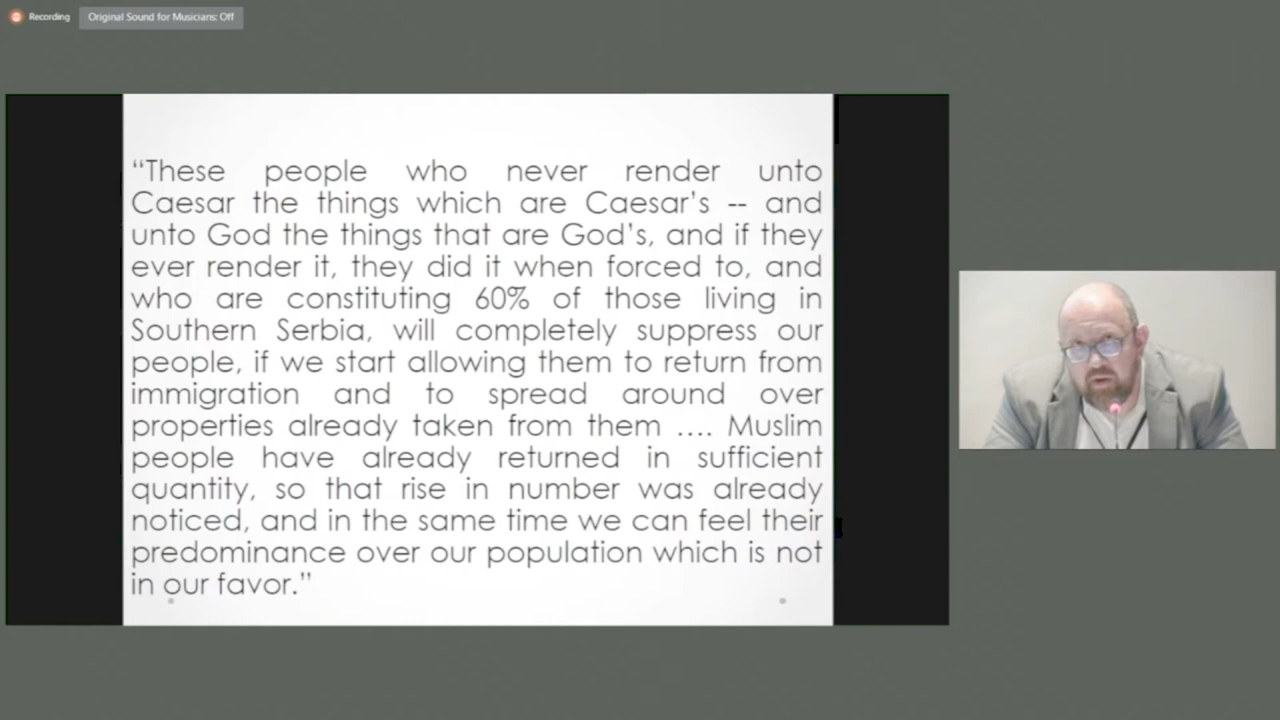 Recording
Original Sound for Musicians: Off
“These people who never render unto
Caesar the things which are Caesar’s -- and
unto God the things that are God’s, and if they
ever render it, they did it when forced to, and
who are constituting 60% of those living in
Southern Serbia, will completely suppress our
people, if we start allowing them to return from
immigration and to spread around over
properties already taken from them .... Muslim
people have already returned in sufficient
quantity, so that rise in number was already
noticed, and in the same time we can feel their
predominance over our population which is not
in our favor.”